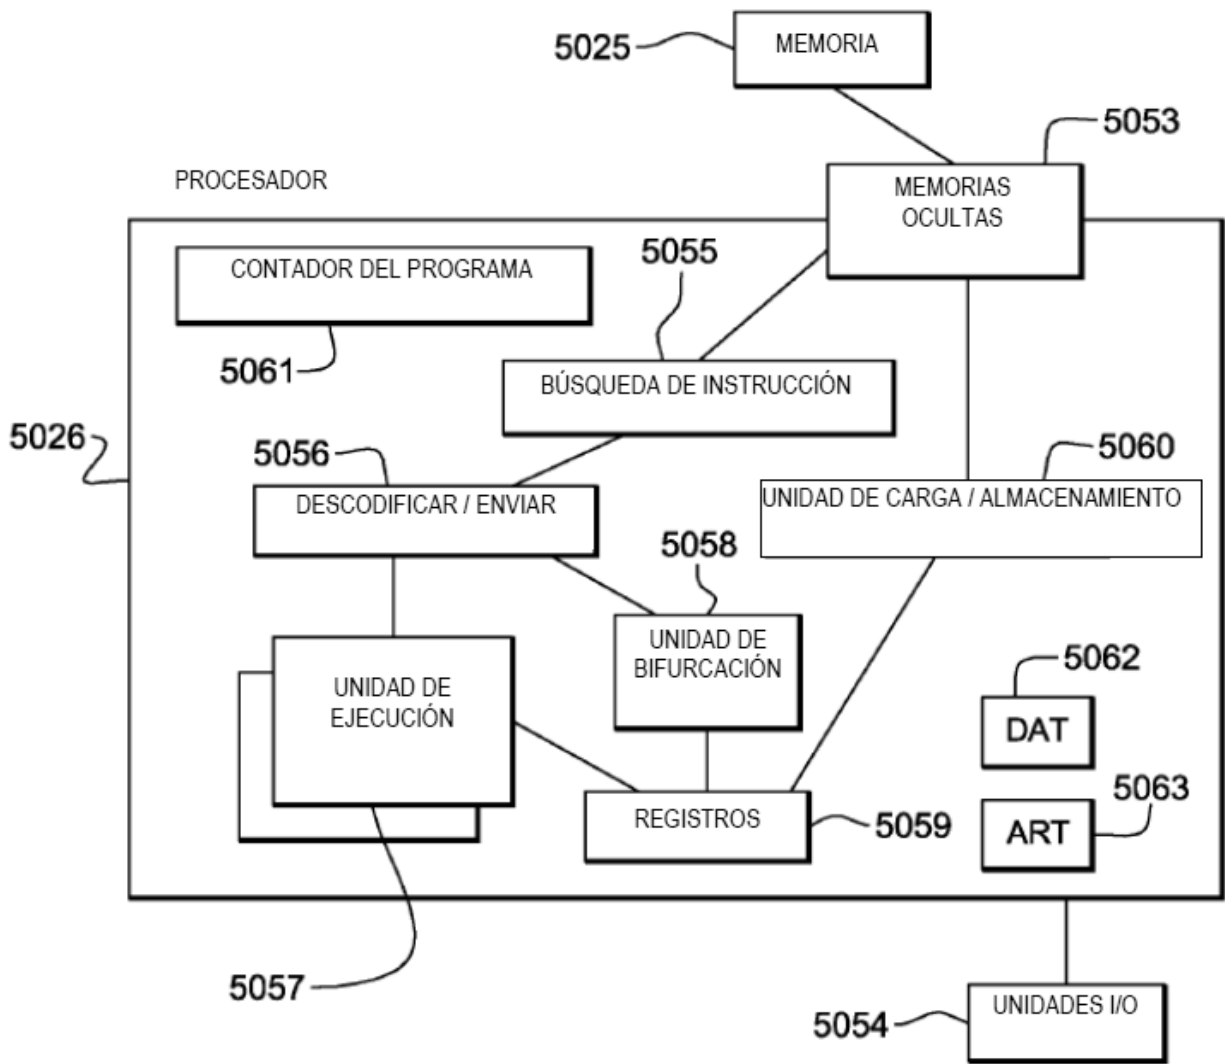 MEMORIA
5025
5053
PROCESADOR
MEMORIAS
OCULTAS
CONTADOR DEL PROGRAMA
5055
5061
BÚSQUEDA DE INSTRUCCIÓN
5026
5056
5060
DESCODIFICAR / ENVIAR
UNIDAD DE CARGA / ALMACENAMIENTO
5058
UNIDAD DE
BIFURCACIÓN
5062
UNIDAD DE
EJECUCIÓN
DAT
5063
REGISTROS
5059
ART
5057
5054
UNIDADES I/O